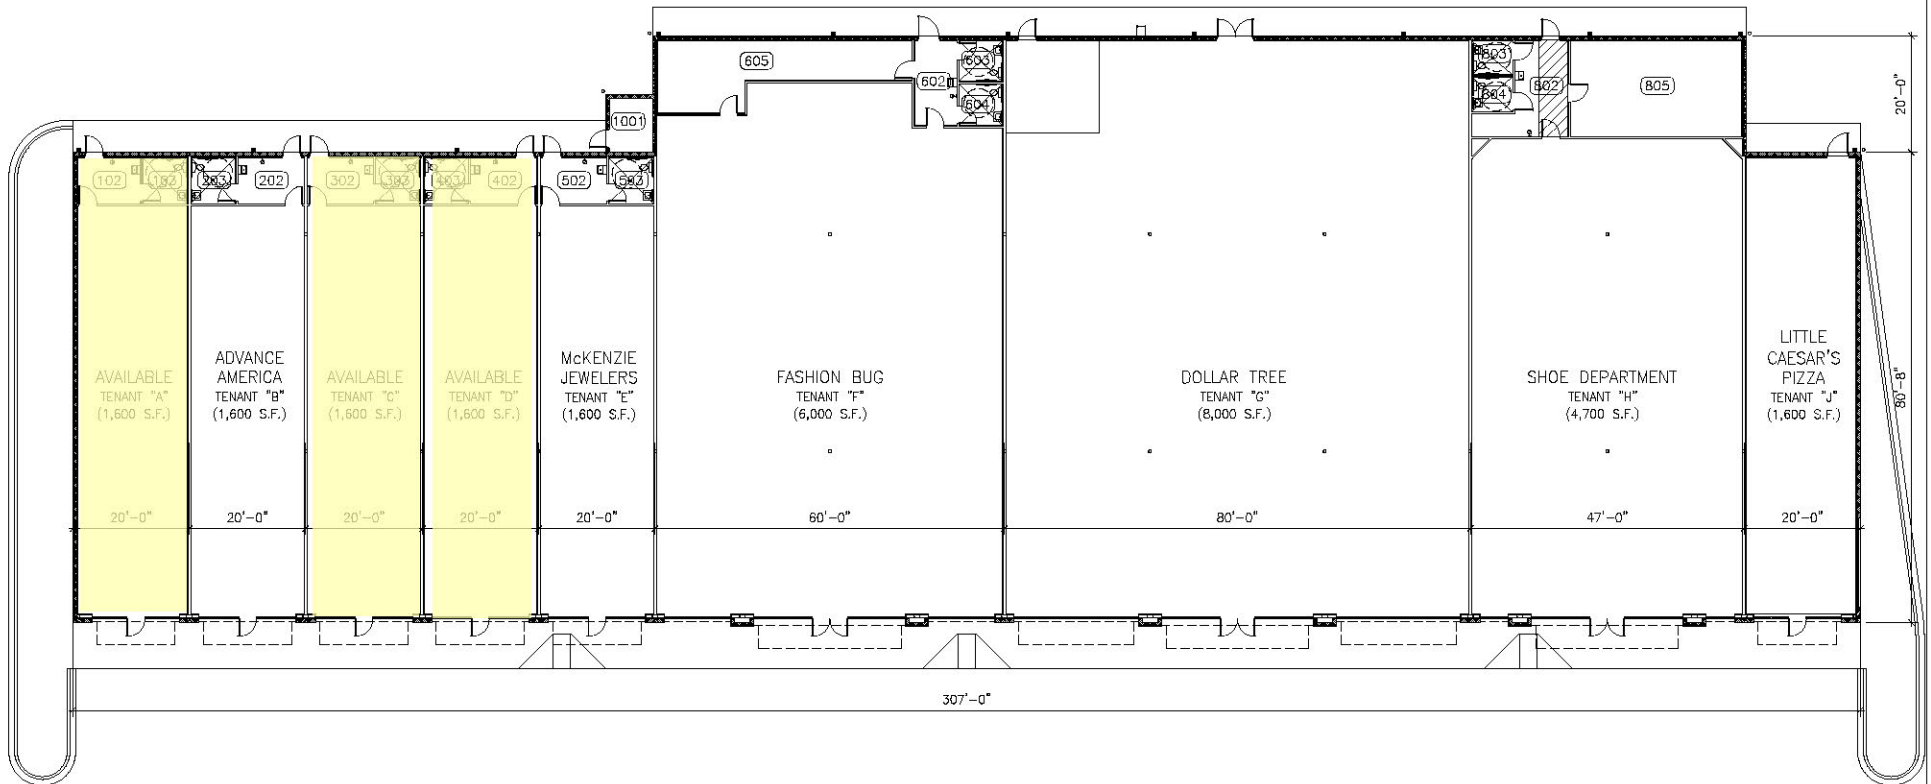 605
602
603
604
803
804
802
805
20'-0"
1001
102
103
203
202
302
303
403
402
502
503
AVAILABLE
TENANT "A"
(1,600 S.F.)
ADVANCE
AMERICA
TENANT "B"
(1,600 S.F.)
AVAILABLE
TENANT "C"
(1,600 S.F.)
AVAILABLE
TENANT "D"
(1,600 S.F.)
McKENZIE
JEWELERS
TENANT "E"
(1,600 S.F.)
FASHION BUG
TENANT "F"
(6,000 S.F.)
DOLLAR TREE
TENANT "G"
(8,000 S.F.)
SHOE DEPARTMENT
TENANT "H"
(4,700 S.F.)
LITTLE
CAESAR'S
PIZZA
TENANT "J"
(1,600 S.F.)
80'-8"
20'-0"
20'-0"
20'-0"
20'-0"
20'-0"
60'-0"
80'-0"
47'-0"
20'-0"
307'-0"